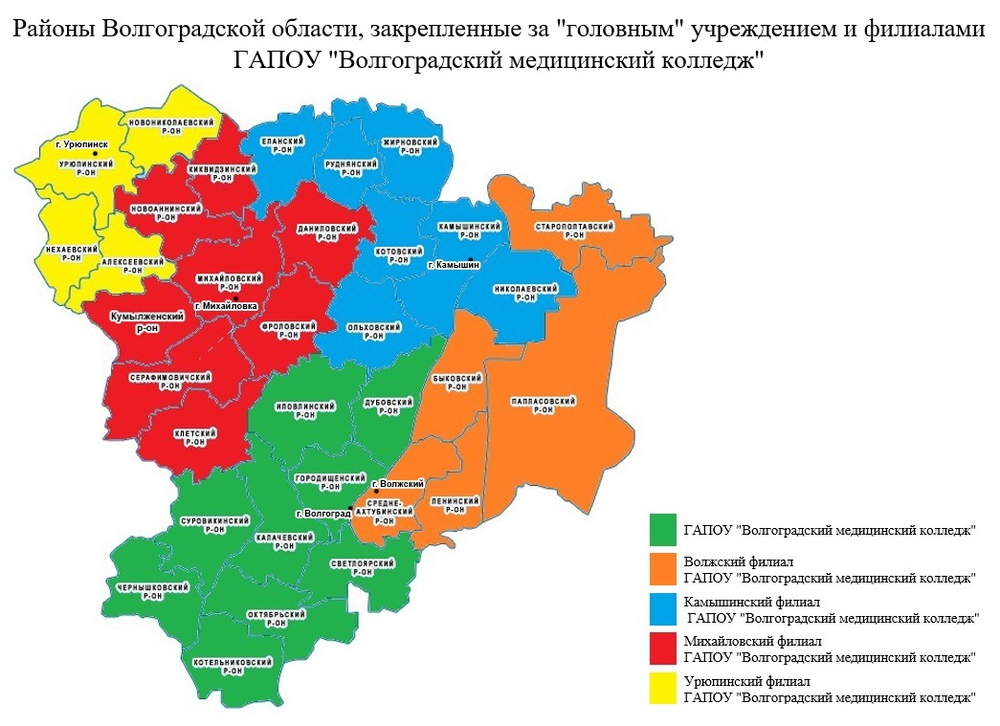 Районы Волгоградской области, закрепленные за "головным" учреждением и филиалами
ГАПОУ "Волгоградский медицинский колледж"
НОВОНИКОЛАЕВСКИЙ
Р-ОН
г. Урюпинск
УРЮПИНСКИЙ
Р-ОН
КИКВИДЗИНСКИЙ
Р-ОН
ЕЛАНСКИЙ
Р-ОН
РУДНЯНСКИЙ
Р-ОН
ЖИРНОВСКИЙ
Р-ОН
НОВОАННИНСКИЙ
Р-ОН
ДАНИЛОВСКИЙ
Р-ОН
КАМЫШИНСКИЙ
Р-ОН
СТАРОПОЛТАВСКИЙ
Р-ОН
НЕХАЕВСКИЙ
Р-ОН
АЛЕКСЕЕВСКИЙ
Р-ОН
КОТОВСКИЙ
Р-ОН
г. Камышин
МИХАЙЛОВСКИЙ
Р-ОН
г. Михайловка
НИКОЛАЕВСКИЙ
Р-ОН
Кумылженский
р-он
ФРОЛОВСКИЙ
Р-ОН
ОЛЬХОВСКИЙ
Р-ОН
СЕРАФИМОВИЧСКИЙ
Р-ОН
БЫКОВСКИЙ
Р-ОН
ИЛОВЛИНСКИЙ
Р-ОН
ДУБОВСКИЙ
Р-ОН
ПАПЛАСОВСКИЙ
Р-ОН
КЛЕТСКИЙ
Р-ОН
ГОРОДИЩЕНСКИЙ
Р-ОН
г. Волжский
СРЕДНЕ-
АХТУБИНСКИЙ
Р-ОН
ЛЕНИНСКИЙ
Р-ОН
г. Волгоград
СУРОВИКИНСКИЙ
Р-ОН
КАЛАЧЕВСКИЙ
Р-ОН
СВЕТЛОЯРСКИЙ
Р-ОН
ЧЕРНЫШКОВСКИЙ
Р-ОН
ОКТЯБРЬСКИЙ
Р-ОН
КОТЕЛЬНИКОВСКИЙ
Р-ОН
ГАПОУ "Волгоградский медицинский колледж"
Волжский филиал
ГАПОУ "Волгоградский медицинский колледж"
Камышинский филиал
ГАПОУ "Волгоградский медицинский колледж"
Михайловский филиал
ГАПОУ "Волгоградский медицинский колледж"
Урюпинский филиал
ГАПОУ "Волгоградский медицинский колледж"